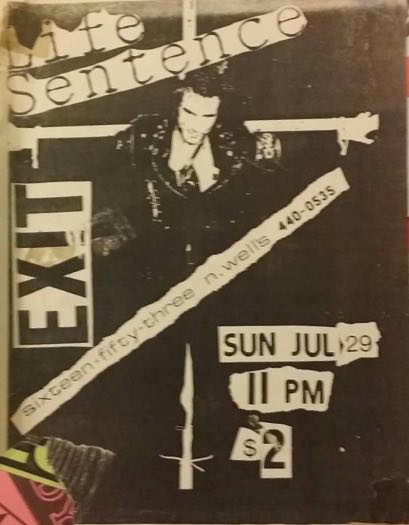 Life
Sentence
EXIT
sixteen-fifty-three n.wells 440-0535
SUN JUL 29
11 PM
$2